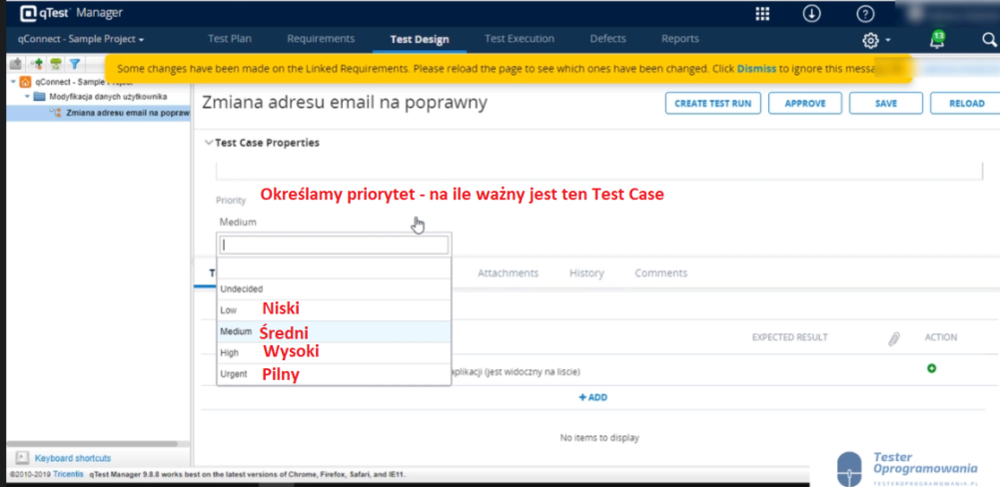 qTest Manager
qConnect - Sample Project
Test Plan
Requirements
Test Design
Test Execution
Defects
Reports
13
Some changes have been made on the Linked Requirements. Please reload the page to see which ones have been changed. Click Dismiss to ignore this messa
qConnect - Sample Project
Modyfikacja danych użytkownika
Zmiana adresu email na popraw
Zmiana adresu email na poprawny
CREATE TEST RUN
APPROVE
SAVE
RELOAD
Test Case Properties
Priority
Określamy priorytet - na ile ważny jest ten Test Case
Medium
T
Attachments
History
Comments
Undecided
Low Niski
Medium Średni
High Wysoki
Urgent Pilny
EXPECTED RESULT
ACTION
aplikacji (jest widoczny na liscie)
+ ADD
No items to display
Keyboard shortcuts
©2010-2019 Tricentis qTest Manager 9.8.8 works best on the latest versions of Chrome, Firefox, Safari, and IE11.
Tester
Oprogramowania
TESTEROPROGRAMOWANIA.PL